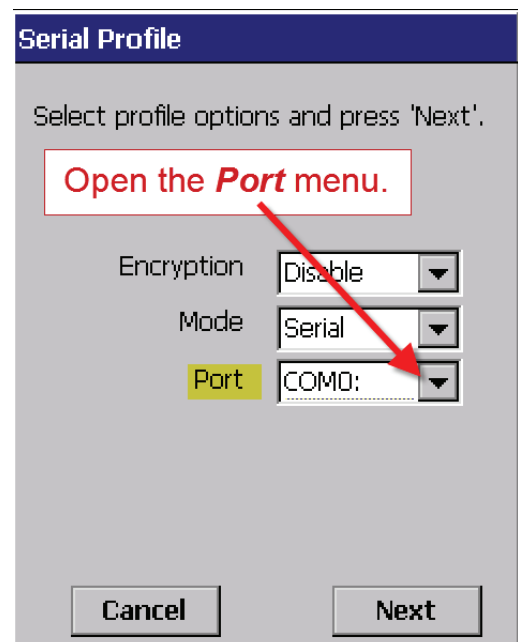 Serial Profile
Select profile options and press 'Next'.
Open the Port menu.
Encryption Disable
Mode Serial
Port COM0:
Cancel Next